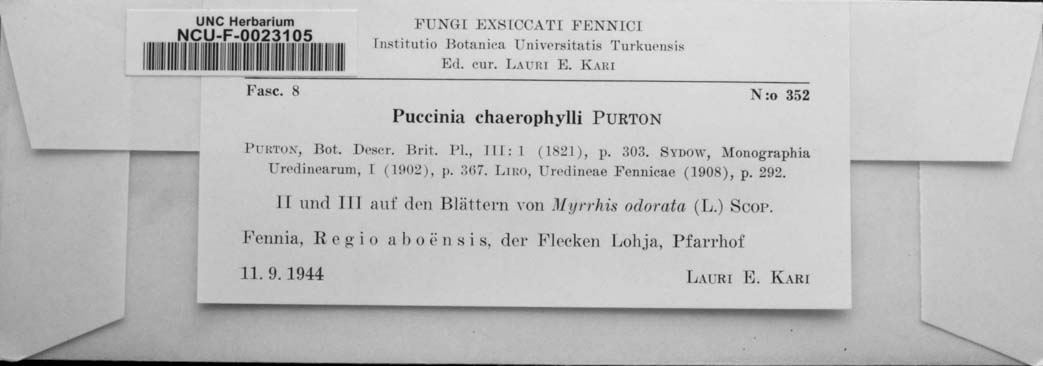 UNC Herbarium
NCU-F-0023105
FUNGI EXSICCATI FENNICI
Institutio Botanica Universitatis Turkuensis
Ed. cur. LAURI E. KARI
Fasc. 8 N:o 352
Puccinia chaerophylli PURTON
PURTON, Bot. Descr. Brit. Pl., III: 1 (1821), p. 303. SYDOW, Monographia
Uredinearum, I (1902), p. 367. LIRO, Uredineae Fennicae (1908), p. 292.
II und III auf den Blättern von Myrrhis odorata (L.) SCOP.
Fennia, Regio aboënsis, der Flecken Lohja, Pfarrhof
11. 9. 1944 LAURI E. KARI